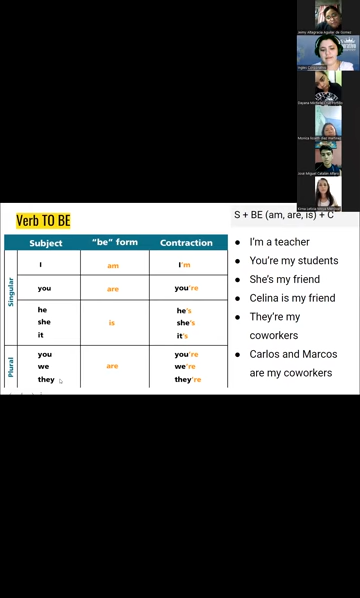 Verb TO BE
Subject "be" form Contraction
Singular
I am I'm
you are you're
he he's
she is she's
it it's
Plural
you you're
we are we're
they they're
S + BE (am, are, is) + C
● I'm a teacher
● You're my students
● She's my friend
● Celina is my friend
● They're my
coworkers
● Carlos and Marcos
are my coworkers